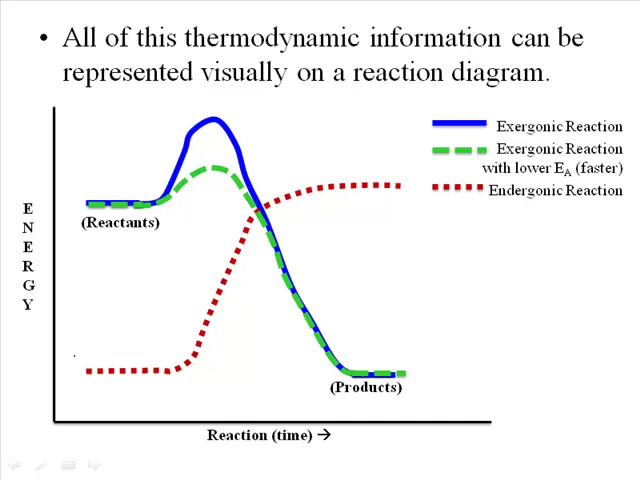 • All of this thermodynamic information can be
represented visually on a reaction diagram.
Exergonic Reaction
Exergonic Reaction
with lower EA (faster)
Endergonic Reaction
(Reactants)
E
N
E
R
G
Y
(Products)
Reaction (time) →